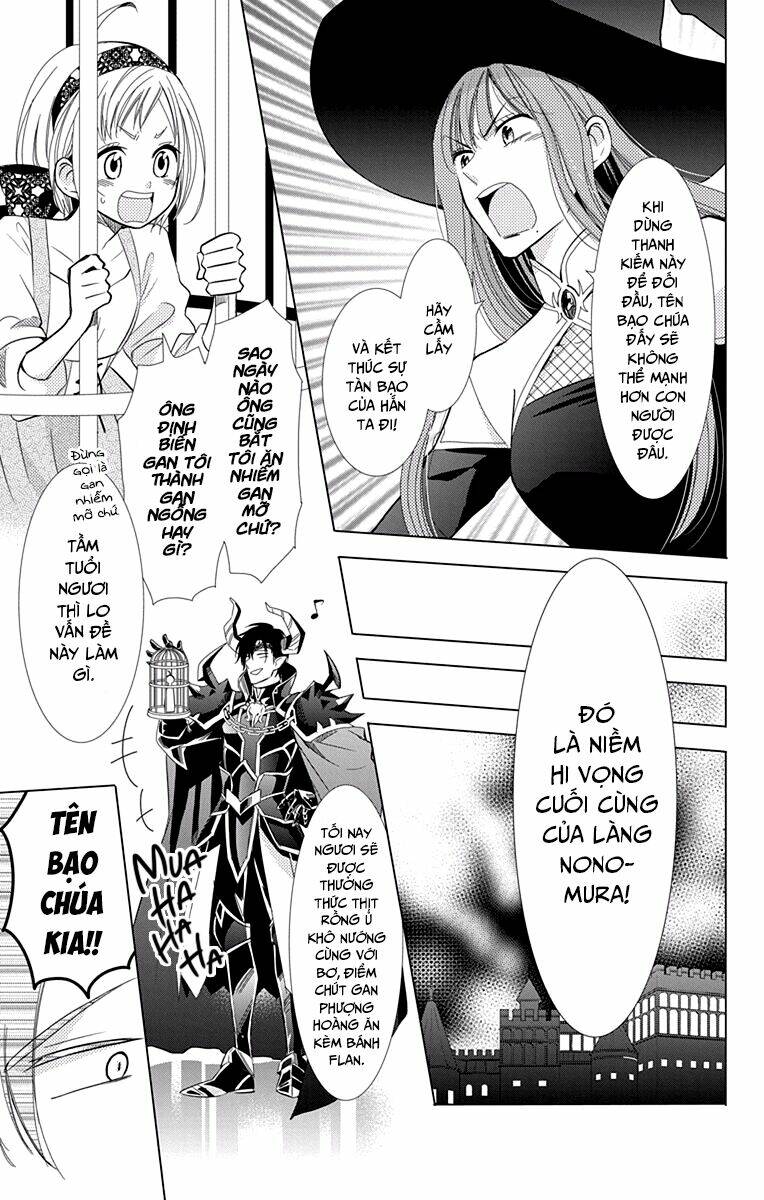 KHI
DÙNG
THANH
KIẾM NÀY
ĐỂ ĐỐI
ĐẦU, TÊN
BẠO CHÚA
ĐẤY SẼ
KHÔNG
THỂ MẠNH
HƠN CON
NGƯỜI
ĐƯỢC
ĐÂU.
HÃY
CẦM
LẤY
VÀ KẾT
THÚC SỰ
TÀN BẠO
CỦA HẮN
TA ĐI!
ĐÓ
LÀ NIỀM
HI VỌNG
CUỐI CÙNG
CỦA LÀNG
NONO-
MURA!
SAO
NGÀY
NÀO
ÔNG
CŨNG
BẮT
TÔI ĂN
NHIỄM
GAN
MỠ
CHỨ?
ÔNG
ĐỊNH
BIẾN
GAN TÔI
THÀNH
GAN
NGỖNG
HAY
GÌ?
Đừng
gọi là
gan
nhiễm
mỡ chứ
TẦM
TUỔI
NGƯƠI
THÌ LO
VẤN ĐỀ
NÀY LÀM
GÌ.
TỐI NAY
NGƯƠI SẼ
ĐƯỢC
THƯỞNG
THỨC THỊT
RỒNG Ủ
KHÔ NƯỚNG
CÙNG VỚI
BƠ, ĐIỂM
CHÚT GAN
PHƯỢNG
HOÀNG ĂN
KÈM BÁNH
FLAN.
MUA
HA
HA
HA
TÊN
BẠO
CHÚA
KIA!!